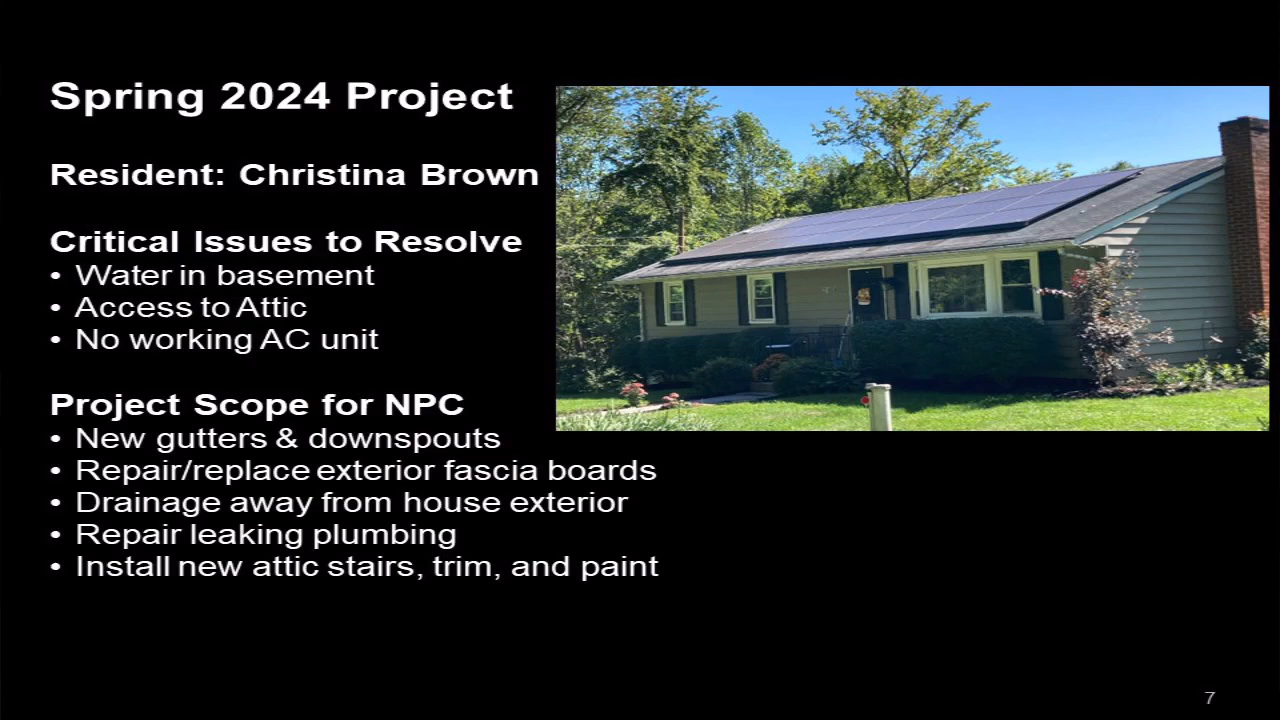 Spring 2024 Project
Resident: Christina Brown
Critical Issues to Resolve
• Water in basement
• Access to Attic
• No working AC unit
Project Scope for NPC
• New gutters & downspouts
• Repair/replace exterior fascia boards
• Drainage away from house exterior
• Repair leaking plumbing
• Install new attic stairs, trim, and paint
7